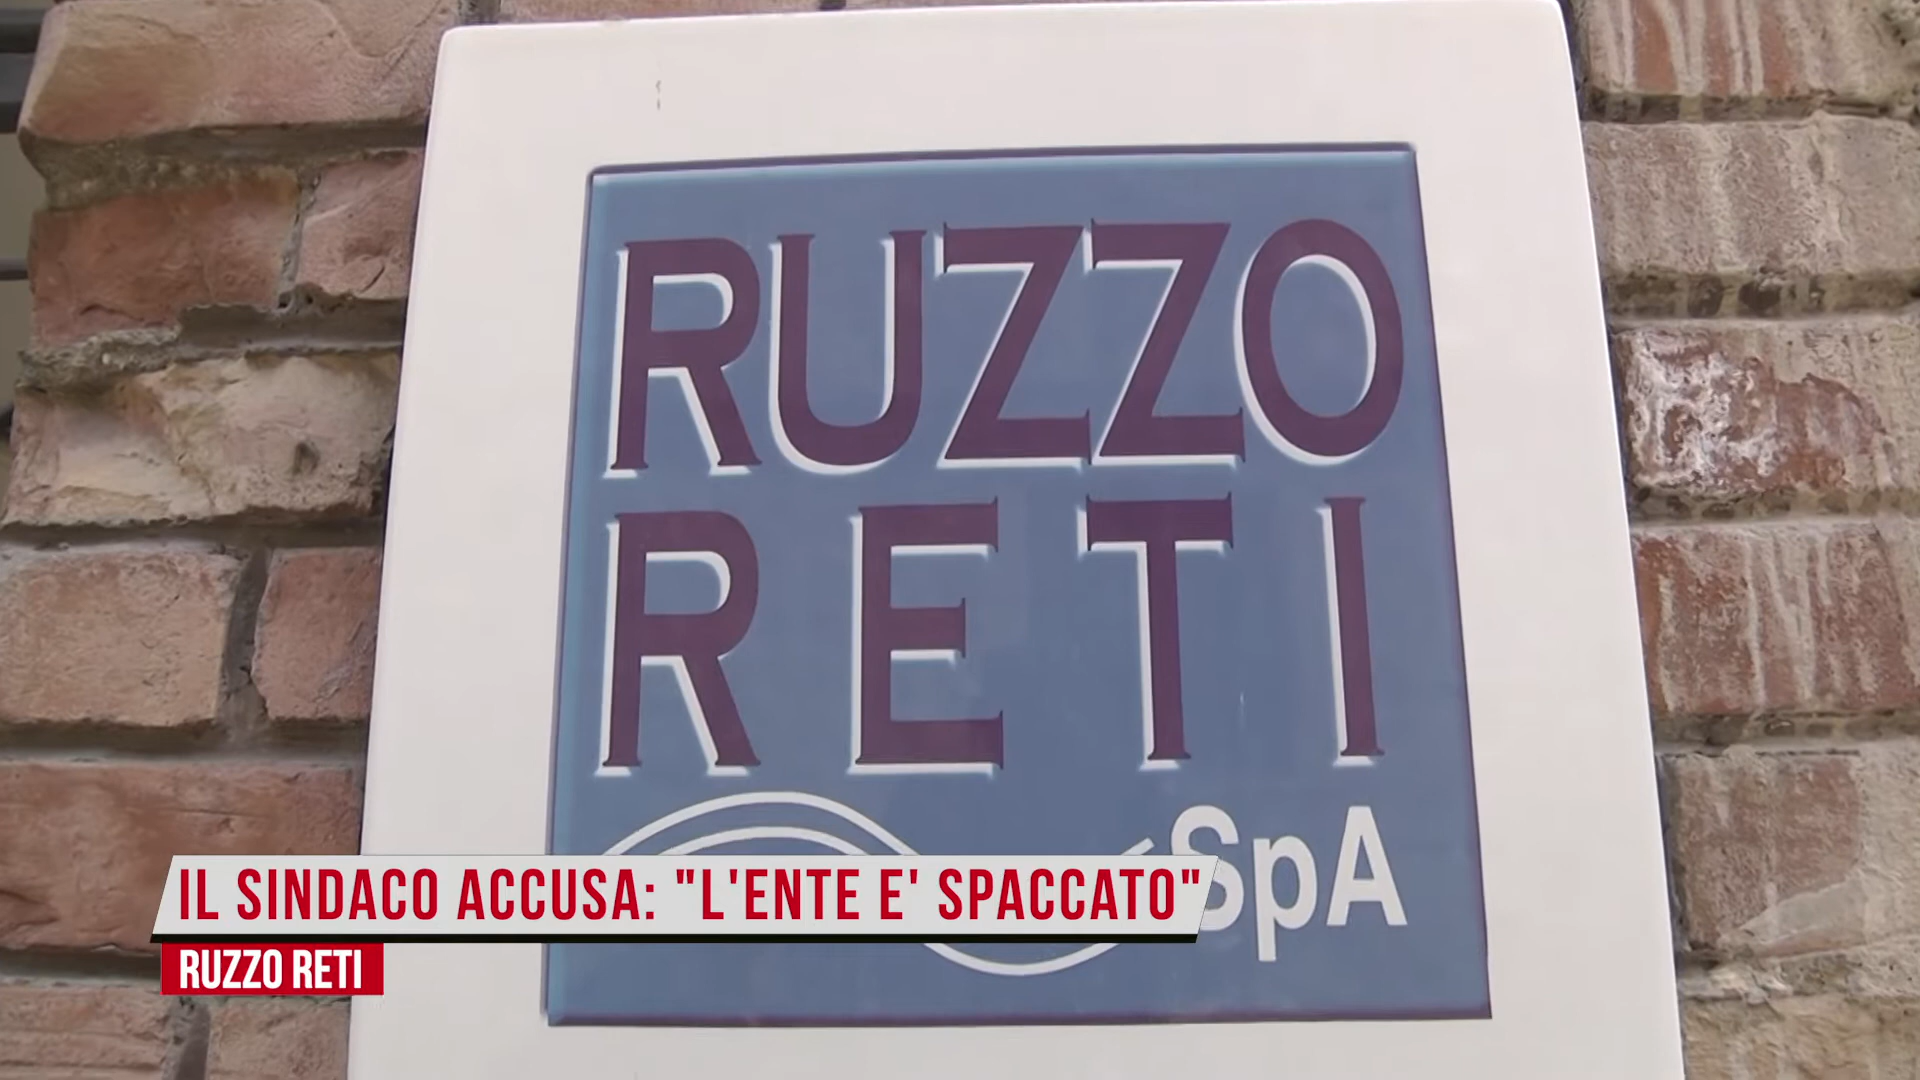 RUZZO
RETI
SpA
IL SINDACO ACCUSA: "L'ENTE E' SPACCATO"
RUZZO RETI